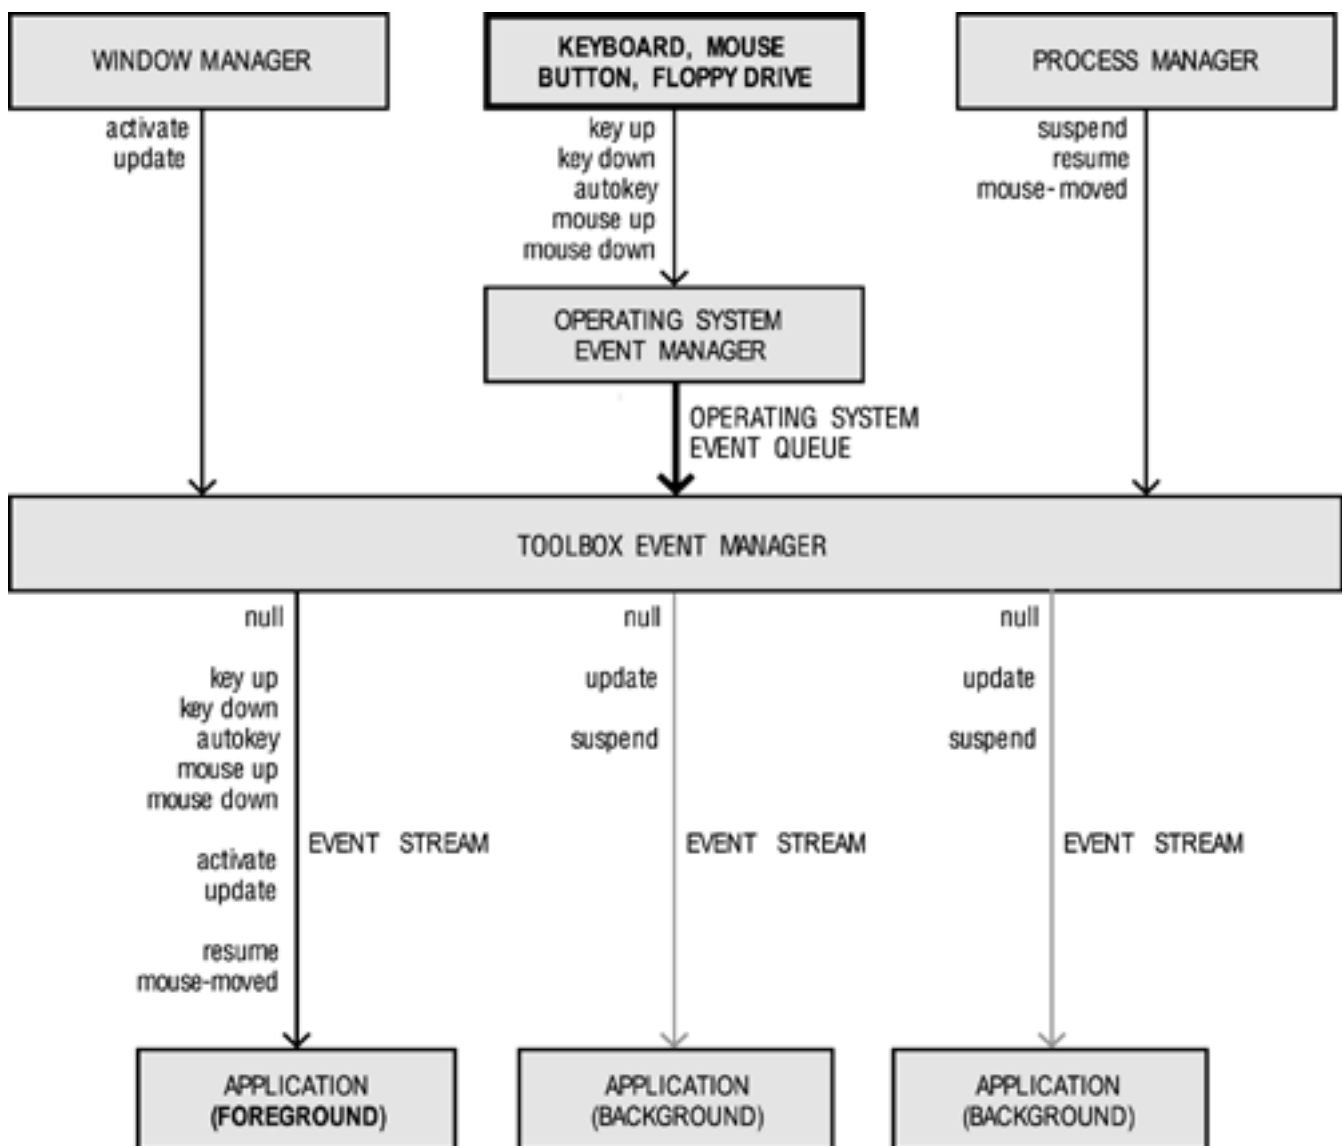 WINDOW MANAGER
KEYBOARD, MOUSE
BUTTON, FLOPPY DRIVE
PROCESS MANAGER
activate
update
key up
key down
autokey
mouse up
mouse down
suspend
resume
mouse-moved
OPERATING SYSTEM
EVENT MANAGER
OPERATING SYSTEM
EVENT QUEUE
TOOLBOX EVENT MANAGER
null
key up
key down
autokey
mouse up
mouse down
activate
update
resume
mouse-moved
EVENT STREAM
null
update
suspend
EVENT STREAM
null
update
suspend
EVENT STREAM
APPLICATION
(FOREGROUND)
APPLICATION
(BACKGROUND)
APPLICATION
(BACKGROUND)